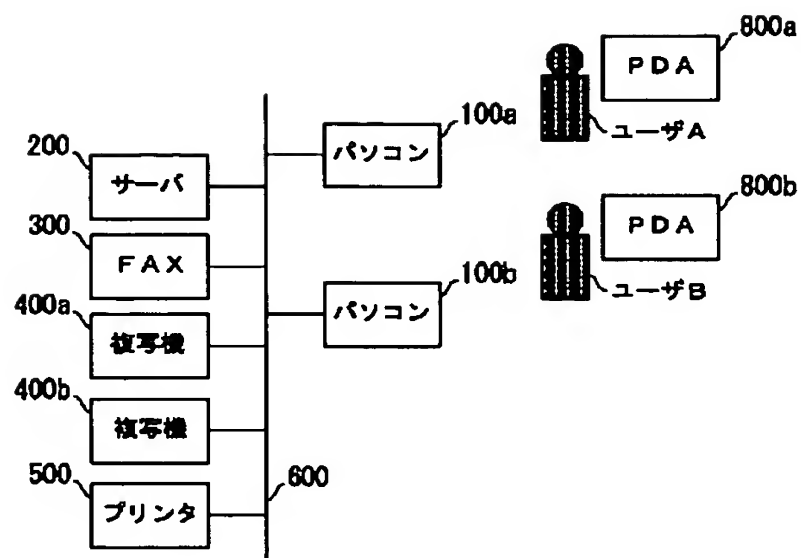 800a
PDA
ユーザA
100a
パソコン
200
サーバ
800b
PDA
ユーザB
300
FAX
100b
パソコン
400a
複写機
400b
複写機
500
プリンタ
600